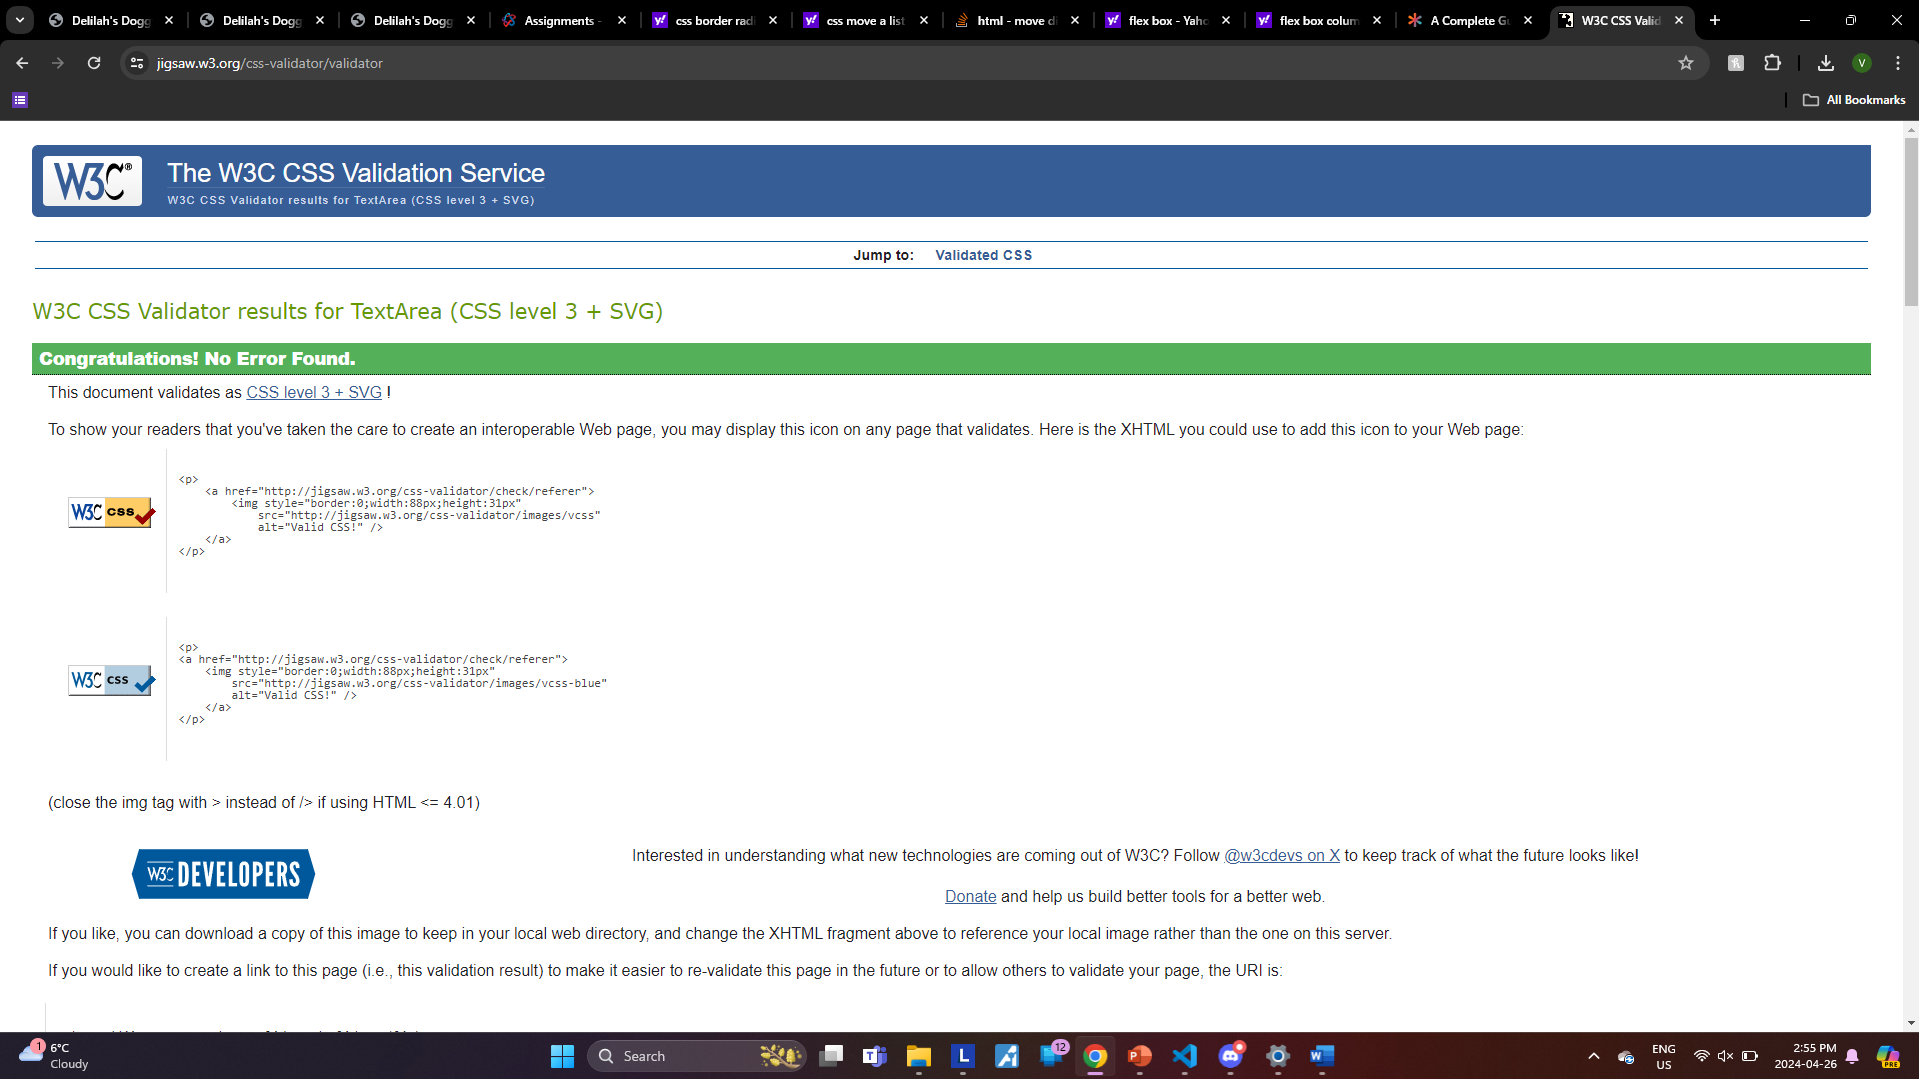 Delilah's Dogg
Delilah's Dogg
Delilah's Dogg
Assignments -
css border radi
css move a list
html - move di
flex box - Yaho
flex box colum
A Complete Gu
W3C CSS Valid
jigsaw.w3.org/css-validator/validator
V
All Bookmarks
W3C®
The W3C CSS Validation Service
W3C CSS Validator results for TextArea (CSS level 3 + SVG)
Jump to: Validated CSS
W3C CSS Validator results for TextArea (CSS level 3 + SVG)
Congratulations! No Error Found.
This document validates as CSS level 3 + SVG !
To show your readers that you've taken the care to create an interoperable Web page, you may display this icon on any page that validates. Here is the XHTML you could use to add this icon to your Web page:
W3C css
<p>
<a href="http://jigsaw.w3.org/css-validator/check/referer">
<img style="border:0;width:88px;height:31px"
src="http://jigsaw.w3.org/css-validator/images/vcss"
alt="Valid CSS!" />
</a>
</p>
W3C css
<p>
<a href="http://jigsaw.w3.org/css-validator/check/referer">
<img style="border:0;width:88px;height:31px"
src="http://jigsaw.w3.org/css-validator/images/vcss-blue"
alt="Valid CSS!" />
</a>
</p>
(close the img tag with > instead of /> if using HTML <= 4.01)
W3C DEVELOPERS
Interested in understanding what new technologies are coming out of W3C? Follow @w3cdevs on X to keep track of what the future looks like!
Donate and help us build better tools for a better web.
If you like, you can download a copy of this image to keep in your local web directory, and change the XHTML fragment above to reference your local image rather than the one on this server.
If you would like to create a link to this page (i.e., this validation result) to make it easier to re-validate this page in the future or to allow others to validate your page, the URI is:
1
6°C
Cloudy
Search
12
ENG
US
2:55 PM
2024-04-26
PRE